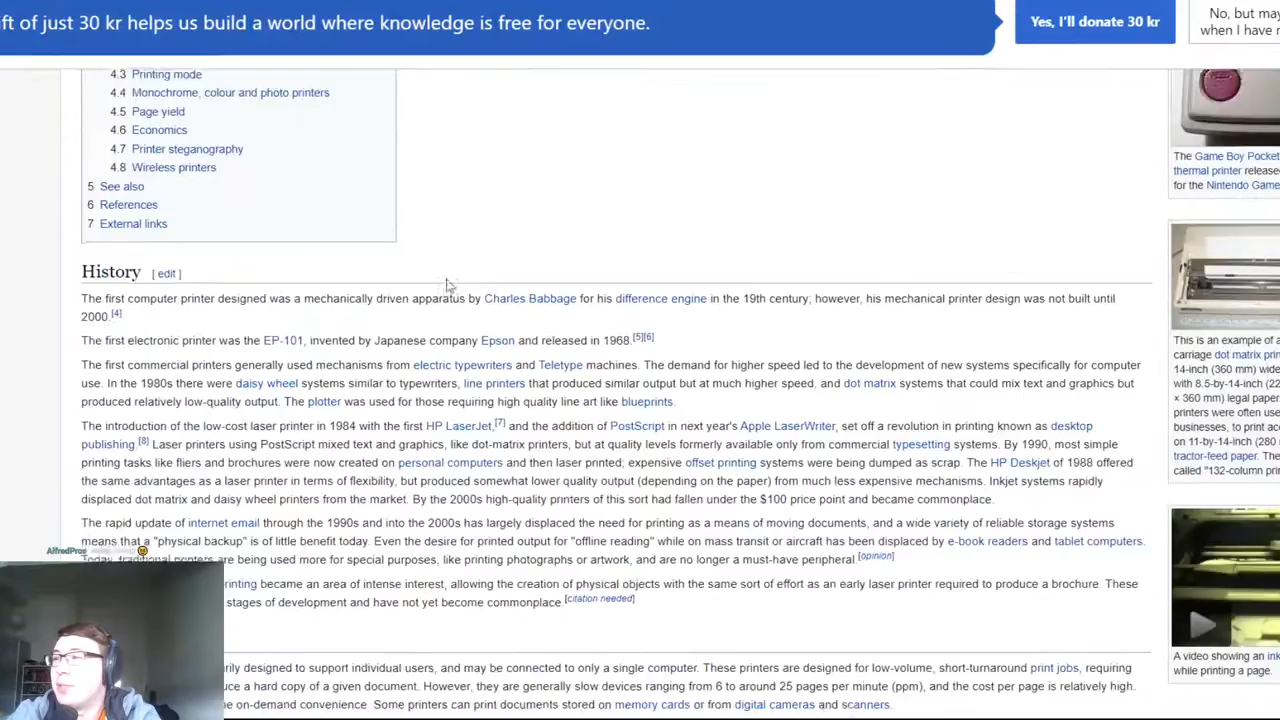 ft of just 30 kr helps us build a world where knowledge is free for everyone.
Yes, I'll donate 30 kr
No, but may
when I have
4.3 Printing mode
4.4 Monochrome, colour and photo printers
4.5 Page yield
4.6 Economics
4.7 Printer steganography
4.8 Wireless printers
5 See also
6 References
7 External links
The Game Boy Pocket
thermal printer release
for the Nintendo Game
History [ edit ]
The first computer printer designed was a mechanically driven apparatus by Charles Babbage for his difference engine in the 19th century; however, his mechanical printer design was not built until
2000.[4]
The first electronic printer was the EP-101, invented by Japanese company Epson and released in 1968.[5][6]
The first commercial printers generally used mechanisms from electric typewriters and Teletype machines. The demand for higher speed led to the development of new systems specifically for computer
use. In the 1980s there were daisy wheel systems similar to typewriters, line printers that produced similar output but at much higher speed, and dot matrix systems that could mix text and graphics but
produced relatively low-quality output. The plotter was used for those requiring high quality line art like blueprints.
The introduction of the low-cost laser printer in 1984 with the first HP LaserJet,[7] and the addition of PostScript in next year's Apple LaserWriter, set off a revolution in printing known as desktop
publishing.[8] Laser printers using PostScript mixed text and graphics, like dot-matrix printers, but at quality levels formerly available only from commercial typesetting systems. By 1990, most simple
printing tasks like fliers and brochures were now created on personal computers and then laser printed; expensive offset printing systems were being dumped as scrap. The HP Deskjet of 1988 offered
the same advantages as a laser printer in terms of flexibility, but produced somewhat lower quality output (depending on the paper) from much less expensive mechanisms. Inkjet systems rapidly
displaced dot matrix and daisy wheel printers from the market. By the 2000s high-quality printers of this sort had fallen under the $100 price point and became commonplace.
The rapid update of internet email through the 1990s and into the 2000s has largely displaced the need for printing as a means of moving documents, and a wide variety of reliable storage systems
means that a "physical backup" is of little benefit today. Even the desire for printed output for "offline reading" while on mass transit or aircraft has been displaced by e-book readers and tablet computers.
AlfredPros
Today, traditional printers are being used more for special purposes, like printing photographs or artwork, and are no longer a must-have peripheral.[opinion]
rinting became an area of intense interest, allowing the creation of physical objects with the same sort of effort as an early laser printer required to produce a brochure. These
stages of development and have not yet become commonplace.[citation needed]
rily designed to support individual users, and may be connected to only a single computer. These printers are designed for low-volume, short-turnaround print jobs, requiring
uce a hard copy of a given document. However, they are generally slow devices ranging from 6 to around 25 pages per minute (ppm), and the cost per page is relatively high.
e on-demand convenience. Some printers can print documents stored on memory cards or from digital cameras and scanners.
This is an example of a
carriage dot matrix prin
14-inch (360 mm) wide
with 8.5-by-14-inch (22
× 360 mm) legal paper.
printers were often use
businesses, to print ac
on 11-by-14-inch (280
tractor-feed paper. The
called "132-column prin
A video showing an ink
while printing a page.